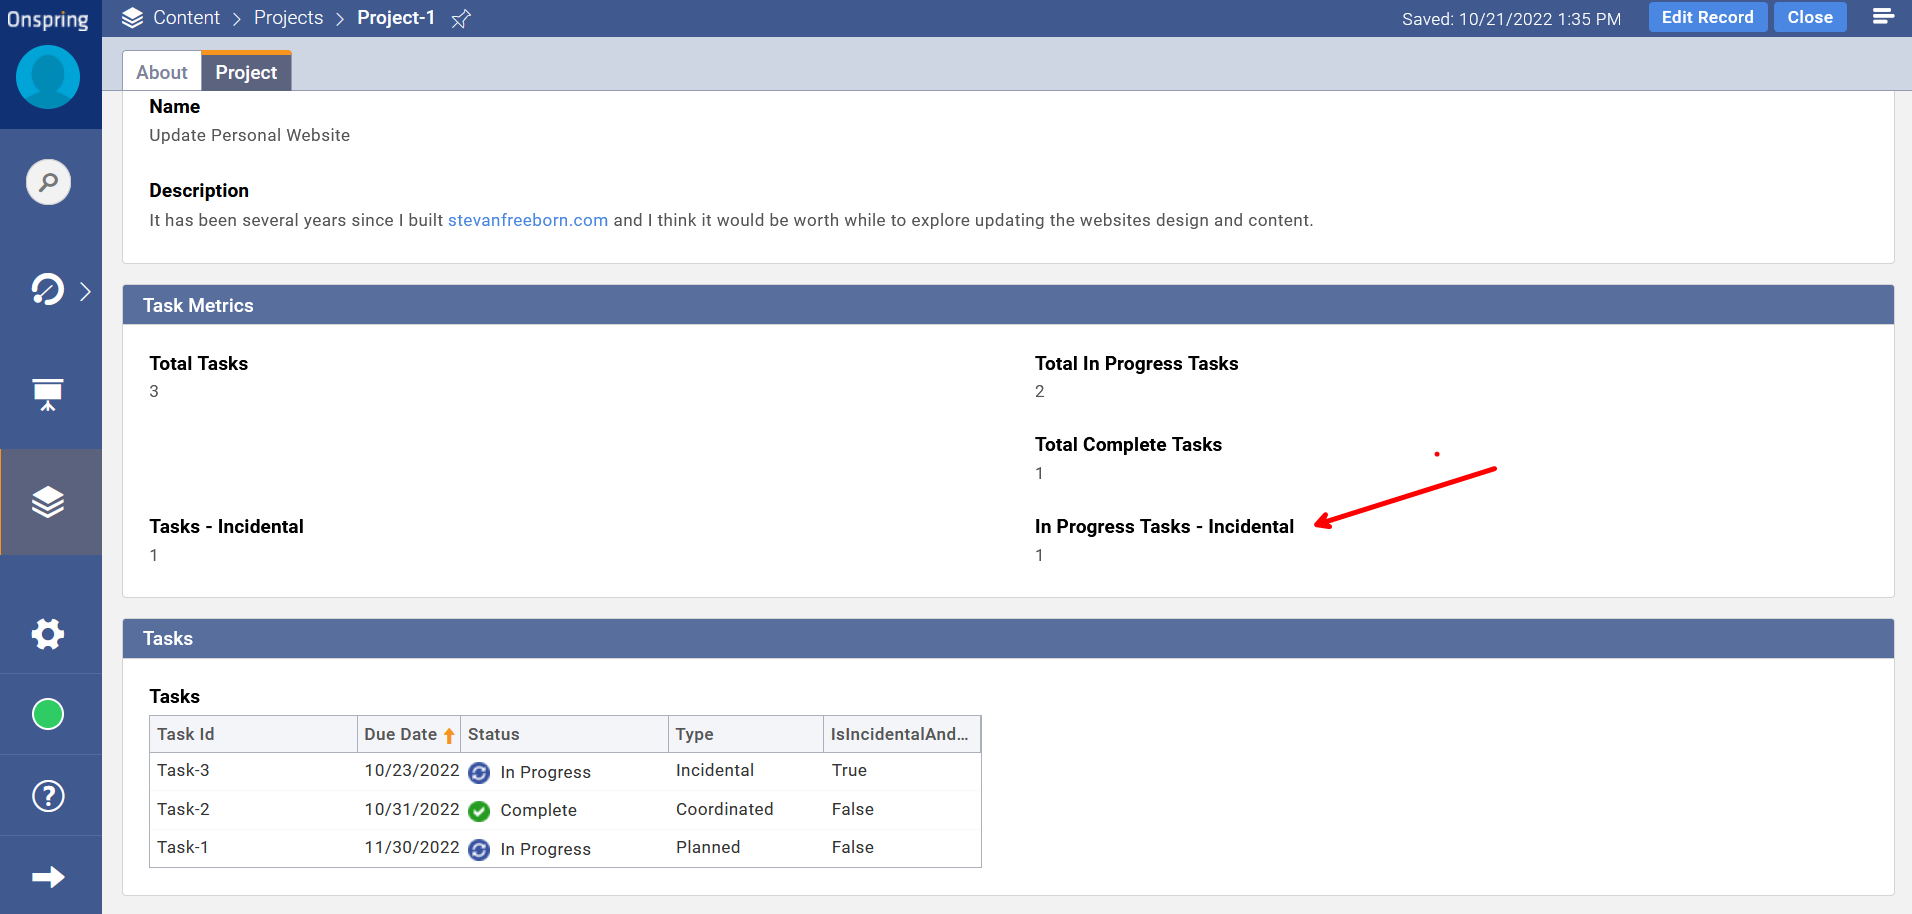 Onspring
Content > Projects > Project-1
Saved: 10/21/2022 1:35 PM
Edit Record
Close
About
Project
Name
Update Personal Website
Description
It has been several years since I built stevanfreeborn.com and I think it would be worth while to explore updating the websites design and content.
Task Metrics
Total Tasks
3
Total In Progress Tasks
2
Total Complete Tasks
1
Tasks - Incidental
1
In Progress Tasks - Incidental
1
Tasks
Tasks
Task Id Due Date Status Type IsIncidentalAnd...
Task-3 10/23/2022 In Progress Incidental True
Task-2 10/31/2022 Complete Coordinated False
Task-1 11/30/2022 In Progress Planned False